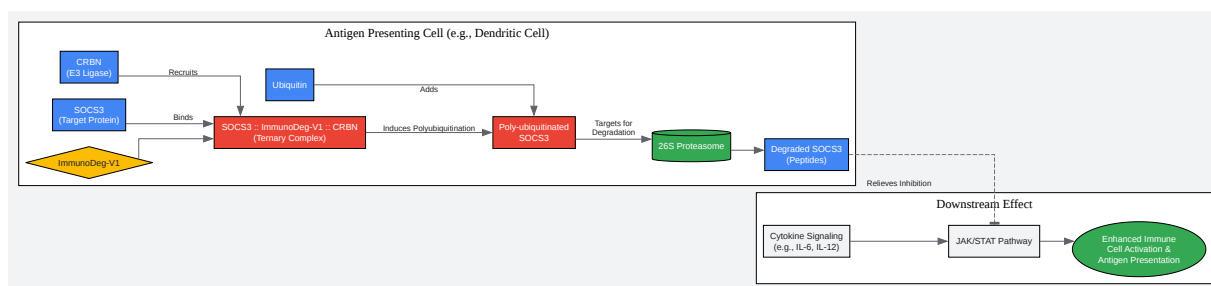 Antigen Presenting Cell (e.g., Dendritic Cell)
CRBN
(E3 Ligase)
Recruits
Ubiquitin
Adds
SOCS3
(Target Protein)
Binds
ImmunoDeg-V1
SOCS3 :: ImmunoDeg-V1 :: CRBN
(Ternary Complex)
Induces Polyubiquitination
Poly-ubiquitinated
SOCS3
Targets for
Degradation
26S Proteasome
Degraded SOCS3
(Peptides)
Relieves Inhibition
Downstream Effect
Cytokine Signaling
(e.g., IL-6, IL-12)
JAK/STAT Pathway
Enhanced Immune
Cell Activation &
Antigen Presentation